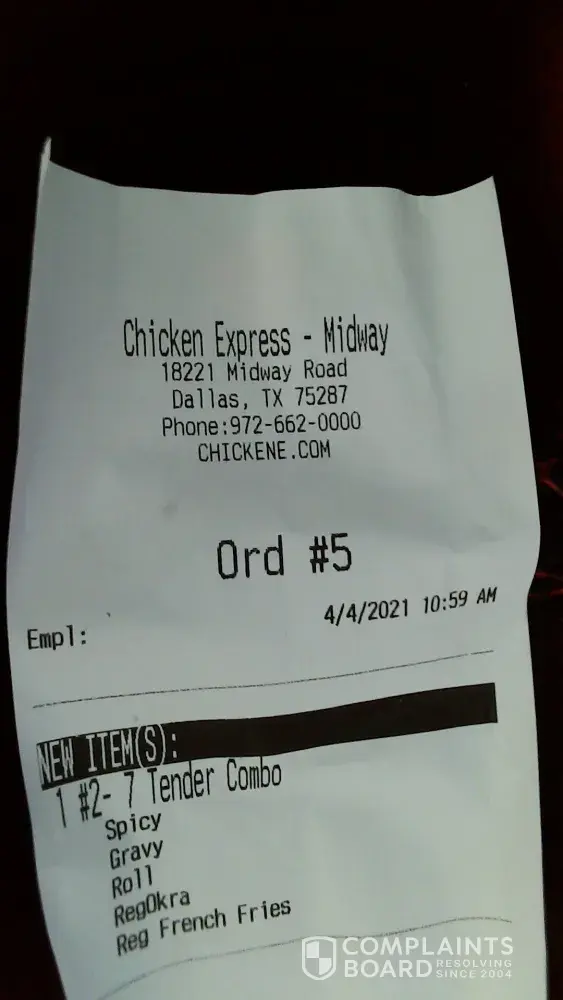 Chicken Express - Midway
18221 Midway Road
Dallas, TX 75287
Phone:972-662-0000
CHICKENE.COM
Ord #5
4/4/2021 10:59 AM
Empl:
NEW ITEM(S):
1 #2- 7 Tender Combo
Spicy
Gravy
Roll
RegOkra
Reg French Fries
COMPLAINTS
BOARD RESOLVING
SINCE 2004